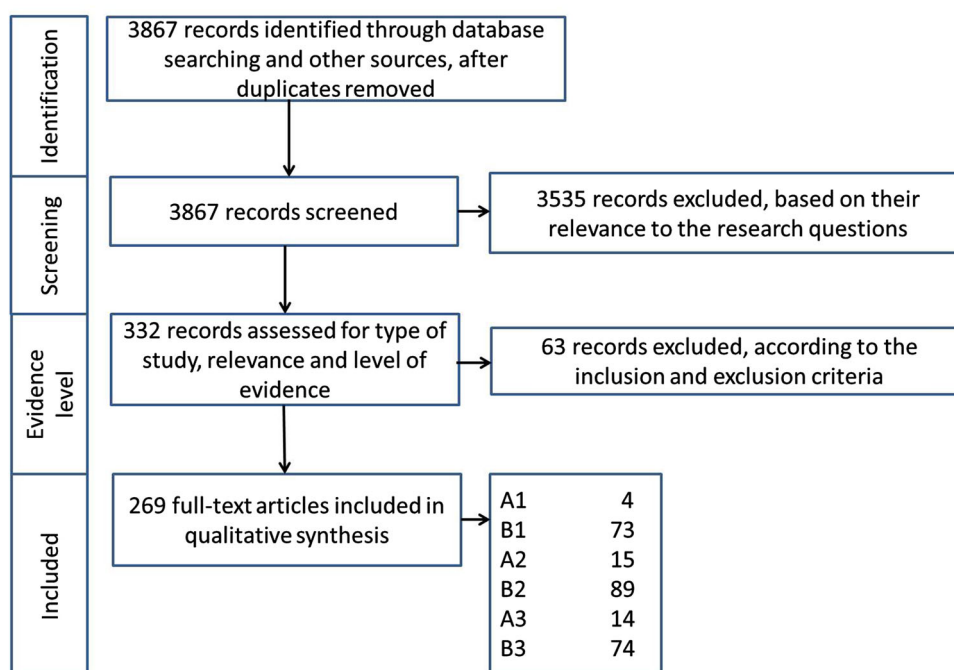 Identification
3867 records identified through database
searching and other sources, after
duplicates removed
Screening
3867 records screened
3535 records excluded, based on their
relevance to the research questions
Evidence
level
332 records assessed for type of
study, relevance and level of
evidence
63 records excluded, according to the
inclusion and exclusion criteria
Included
269 full-text articles included in
qualitative synthesis
A1 4
B1 73
A2 15
B2 89
A3 14
B3 74